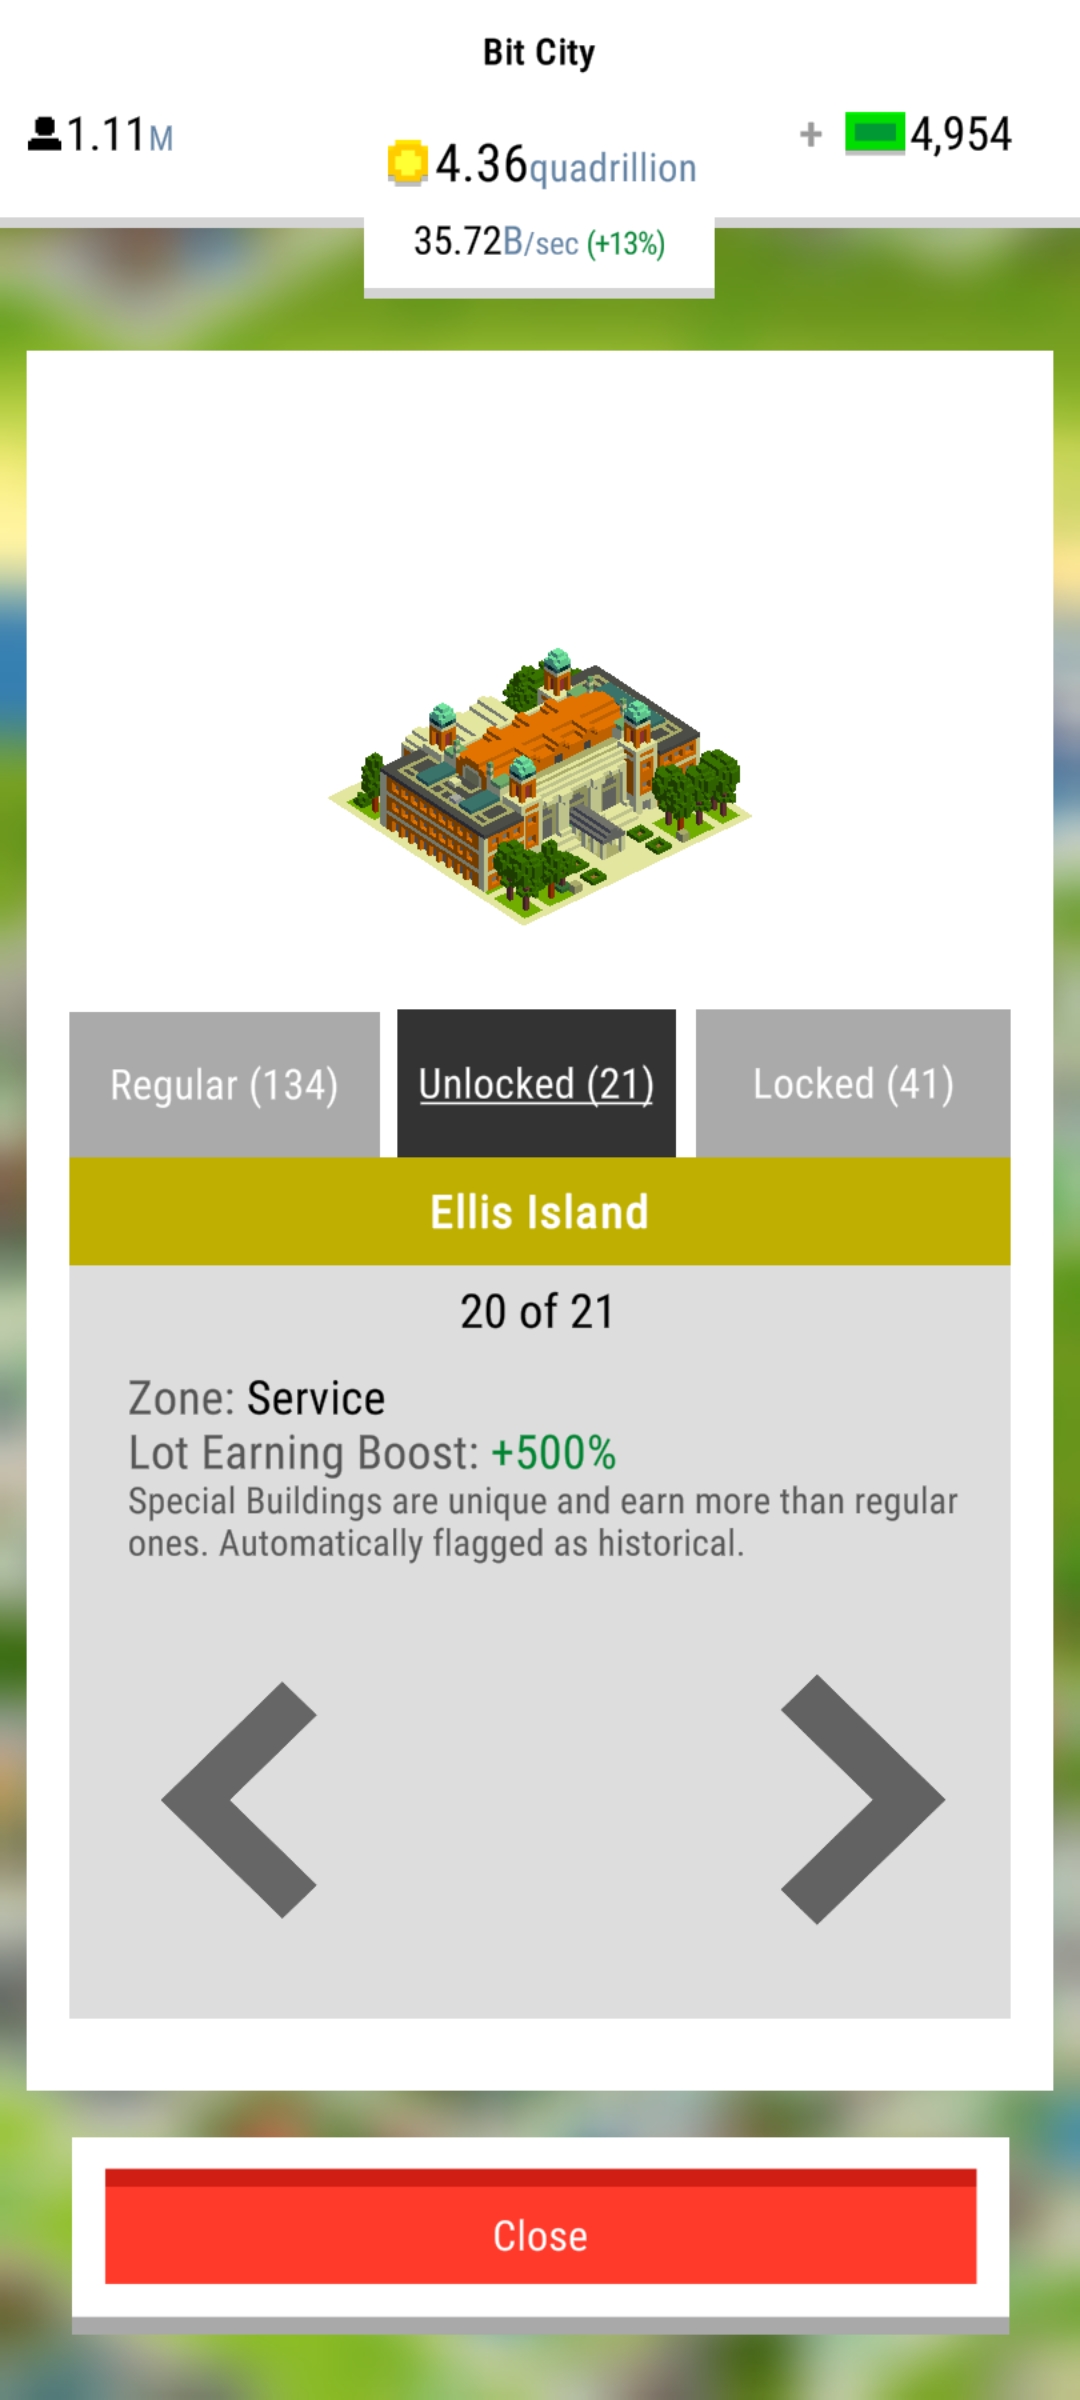 Bit City
1.11M
4.36quadrillion
+ 4,954
35.72B/sec (+13%)
Regular (134)
Unlocked (21)
Locked (41)
Ellis Island
20 of 21
Zone: Service
Lot Earning Boost: +500%
Special Buildings are unique and earn more than regular
ones. Automatically flagged as historical.
Close